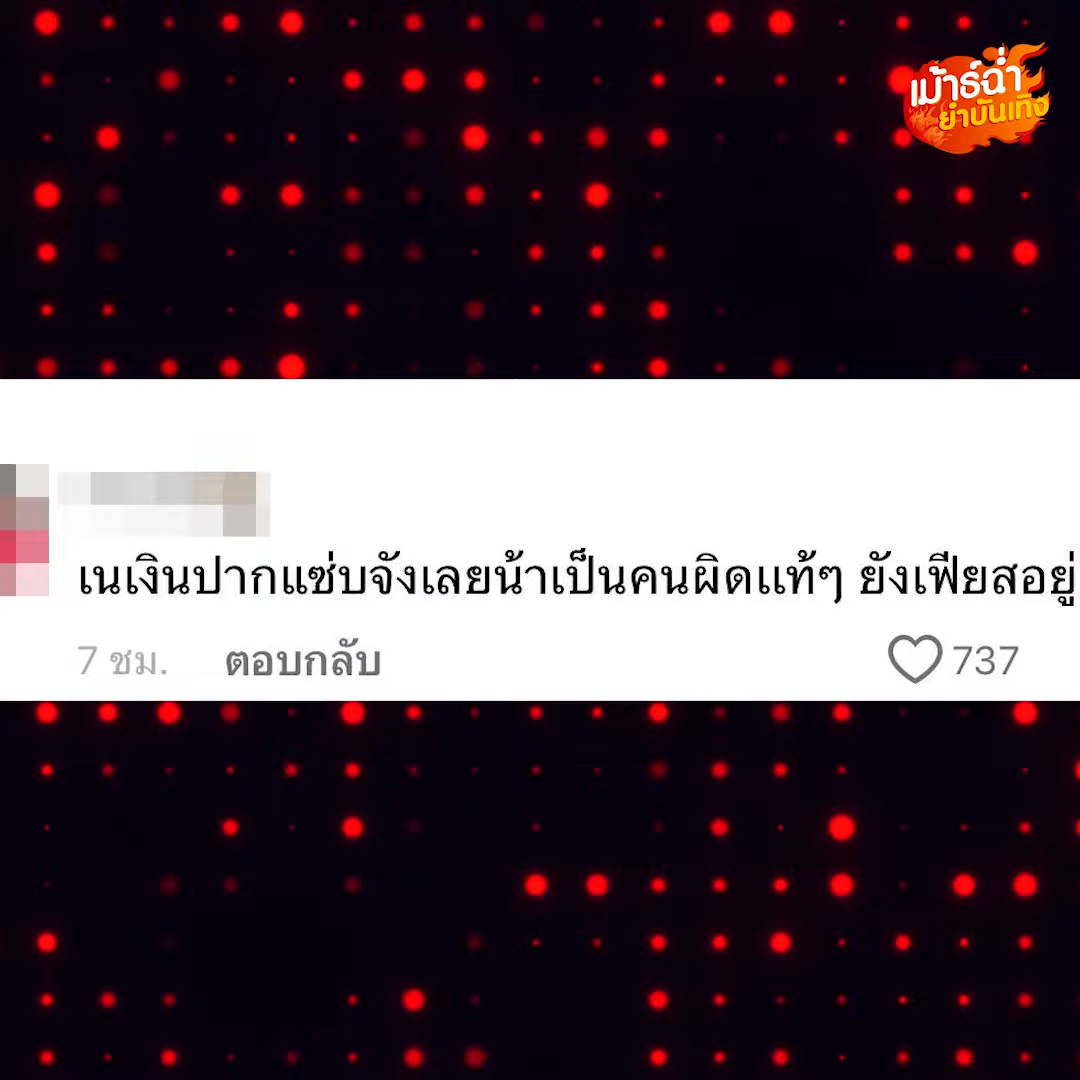 เม้าธ์ฉ่ำ
ยำบันเทิง
เนเงินปากแซ่บจังเลยน้าเป็นคนผิดแท้ๆ ยังเฟียสอยู่
7 ชม.
ตอบกลับ
737